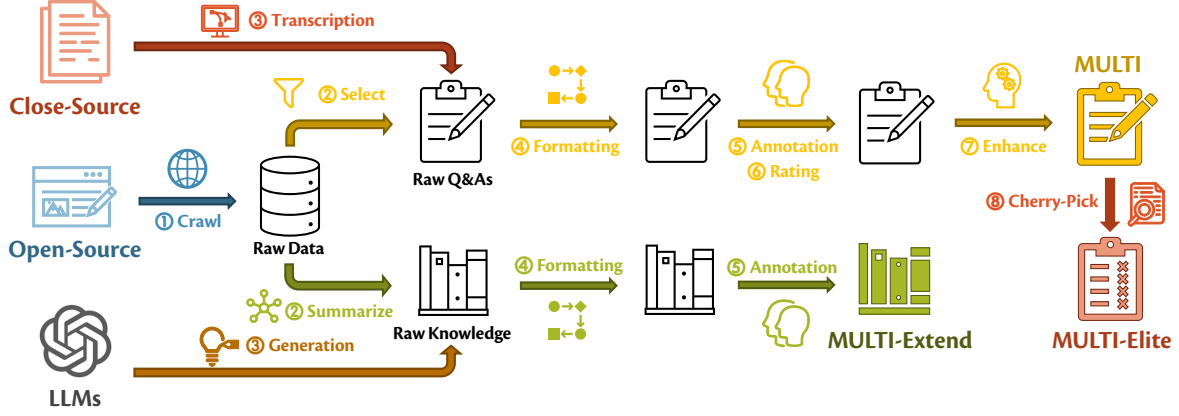 ③ Transcription
Close-Source
② Select
④ Formatting
⑤ Annotation
⑥ Rating
⑦ Enhance
MULTI
Raw Q&As
① Crawl
Open-Source
Raw Data
⑧ Cherry-Pick
④ Formatting
⑤ Annotation
② Summarize
Raw Knowledge
MULTI-Extend
MULTI-Elite
③ Generation
LLMs